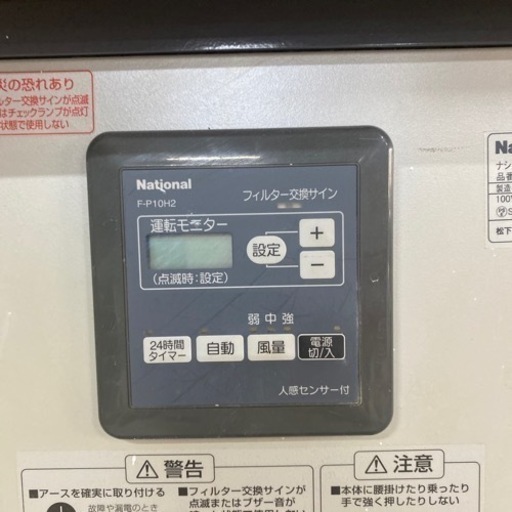 災の恐れあり
ルター交換サインが点滅
はチェックランプが点灯
状態で使用しない
National
F-P10H2
フィルター交換サイン
運転モニター
(点滅時:設定)
設定
+
−
弱 中 強
24時間
タイマー
自動
風量
電源
切/入
人感センサー付
Na
ナシ
品番
製造
100V
松下
警告
■アースを確実に取り付ける
故障や漏電のとき
■フィルター交換サインが
点滅またはブザー音が
注意
■本体に腰掛けたり乗ったり
手で強く押したりしない